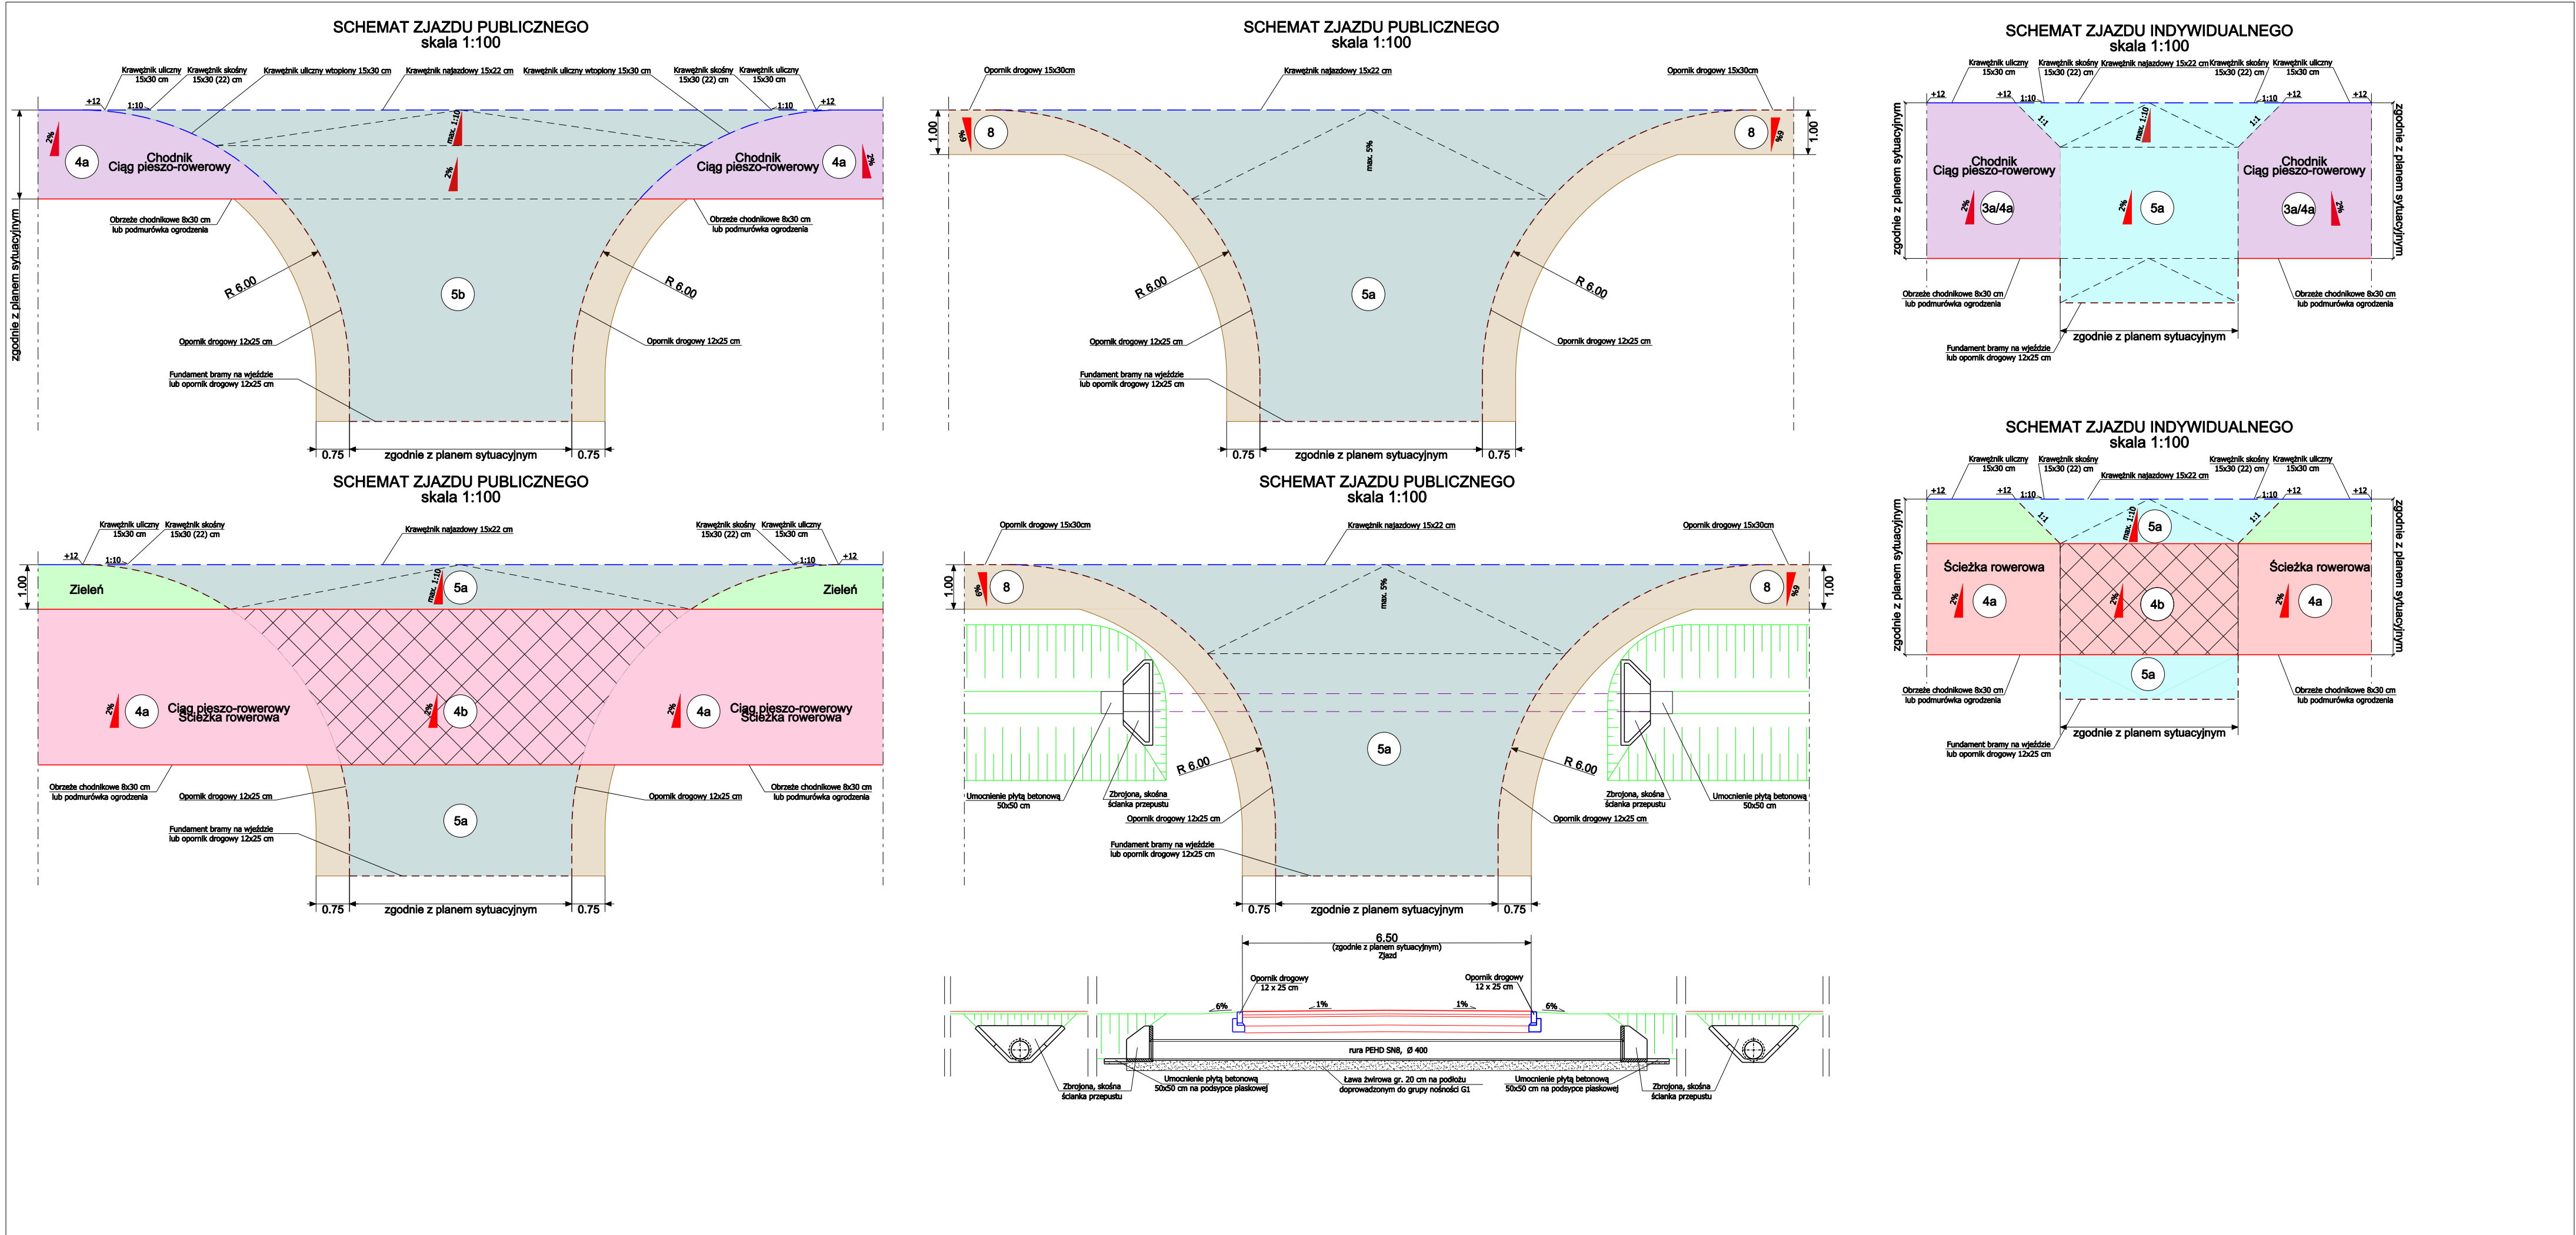 SCHEMAT ZJAZDU PUBLICZNEGO
skala 1:100
Krawężnik uliczny
15x30 cm
Krawężnik skośny
15x30 (22) cm
Krawężnik uliczny wtopiony 15x30 cm
Krawężnik najazdowy 15x22 cm
Krawężnik uliczny wtopiony 15x30 cm
Krawężnik skośny
15x30 (22) cm
Krawężnik uliczny
15x30 cm
+12
1:10
1:10
+12
max. 1:10
2%
4a
Chodnik
Ciąg pieszo-rowerowy
2%
Chodnik
Ciąg pieszo-rowerowy
4a
2%
zgodnie z planem sytuacyjnym
Obrzeże chodnikowe 8x30 cm
lub podmurówka ogrodzenia
Obrzeże chodnikowe 8x30 cm
lub podmurówka ogrodzenia
R 6.00
5b
R 6.00
Opornik drogowy 12x25 cm
Opornik drogowy 12x25 cm
Fundament bramy na wjeździe
lub opornik drogowy 12x25 cm
0.75
zgodnie z planem sytuacyjnym
0.75
SCHEMAT ZJAZDU PUBLICZNEGO
skala 1:100
Opornik drogowy 15x30cm
Krawężnik najazdowy 15x22 cm
Opornik drogowy 15x30cm
1.00
6%
8
max. 5%
8
6%
1.00
R 6.00
5a
R 6.00
Opornik drogowy 12x25 cm
Opornik drogowy 12x25 cm
Fundament bramy na wjeździe
lub opornik drogowy 12x25 cm
0.75
zgodnie z planem sytuacyjnym
0.75
SCHEMAT ZJAZDU INDYWIDUALNEGO
skala 1:100
Krawężnik uliczny
15x30 cm
Krawężnik skośny
15x30 (22) cm
Krawężnik najazdowy 15x22 cm
Krawężnik skośny
15x30 (22) cm
Krawężnik uliczny
15x30 cm
+12
+12
1:10
1:10
+12
+12
1:1
max. 1:10
1:1
zgodnie z planem sytuacyjnym
Chodnik
Ciąg pieszo-rowerowy
2%
3a/4a
2%
5a
Chodnik
Ciąg pieszo-rowerowy
3a/4a
2%
zgodnie z planem sytuacyjnym
Obrzeże chodnikowe 8x30 cm
lub podmurówka ogrodzenia
Obrzeże chodnikowe 8x30 cm
lub podmurówka ogrodzenia
zgodnie z planem sytuacyjnym
Fundament bramy na wjeździe
lub opornik drogowy 12x25 cm
SCHEMAT ZJAZDU PUBLICZNEGO
skala 1:100
Krawężnik uliczny
15x30 cm
Krawężnik skośny
15x30 (22) cm
Krawężnik najazdowy 15x22 cm
Krawężnik skośny
15x30 (22) cm
Krawężnik uliczny
15x30 cm
+12
1:10
1:10
+12
1.00
Zieleń
max. 1:10
5a
Zieleń
2%
4a
Ciąg pieszo-rowerowy
Ścieżka rowerowa
2%
4b
2%
4a
Ciąg pieszo-rowerowy
Ścieżka rowerowa
Obrzeże chodnikowe 8x30 cm
lub podmurówka ogrodzenia
Opornik drogowy 12x25 cm
Opornik drogowy 12x25 cm
Obrzeże chodnikowe 8x30 cm
lub podmurówka ogrodzenia
5a
Fundament bramy na wjeździe
lub opornik drogowy 12x25 cm
0.75
zgodnie z planem sytuacyjnym
0.75
SCHEMAT ZJAZDU PUBLICZNEGO
skala 1:100
Opornik drogowy 15x30cm
Krawężnik najazdowy 15x22 cm
Opornik drogowy 15x30cm
1.00
6%
8
max. 5%
8
6%
1.00
R 6.00
5a
R 6.00
Umocnienie płytą betonową
50x50 cm
Zbrojona, skośna
ścianka przepustu
Zbrojona, skośna
ścianka przepustu
Umocnienie płytą betonową
50x50 cm
Opornik drogowy 12x25 cm
Opornik drogowy 12x25 cm
Fundament bramy na wjeździe
lub opornik drogowy 12x25 cm
0.75
zgodnie z planem sytuacyjnym
0.75
6.50
(zgodnie z planem sytuacyjnym)
Zjazd
Opornik drogowy
12 x 25 cm
Opornik drogowy
12 x 25 cm
6%
1%
1%
6%
rura PEHD SN8, Ø 400
Zbrojona, skośna
ścianka przepustu
Umocnienie płytą betonową
50x50 cm na podsypce piaskowej
Ława żwirowa gr. 20 cm na podłożu
doprowadzonym do grupy nośności G1
Umocnienie płytą betonową
50x50 cm na podsypce piaskowej
Zbrojona, skośna
ścianka przepustu
SCHEMAT ZJAZDU INDYWIDUALNEGO
skala 1:100
Krawężnik uliczny
15x30 cm
Krawężnik skośny
15x30 (22) cm
Krawężnik najazdowy 15x22 cm
Krawężnik skośny
15x30 (22) cm
Krawężnik uliczny
15x30 cm
+12
+12
1:10
1:10
+12
+12
1:1
max. 1:10
5a
1:1
zgodnie z planem sytuacyjnym
Ścieżka rowerowa
2%
4a
2%
4b
Ścieżka rowerowa
2%
4a
zgodnie z planem sytuacyjnym
5a
Obrzeże chodnikowe 8x30 cm
lub podmurówka ogrodzenia
Obrzeże chodnikowe 8x30 cm
lub podmurówka ogrodzenia
zgodnie z planem sytuacyjnym
Fundament bramy na wjeździe
lub opornik drogowy 12x25 cm